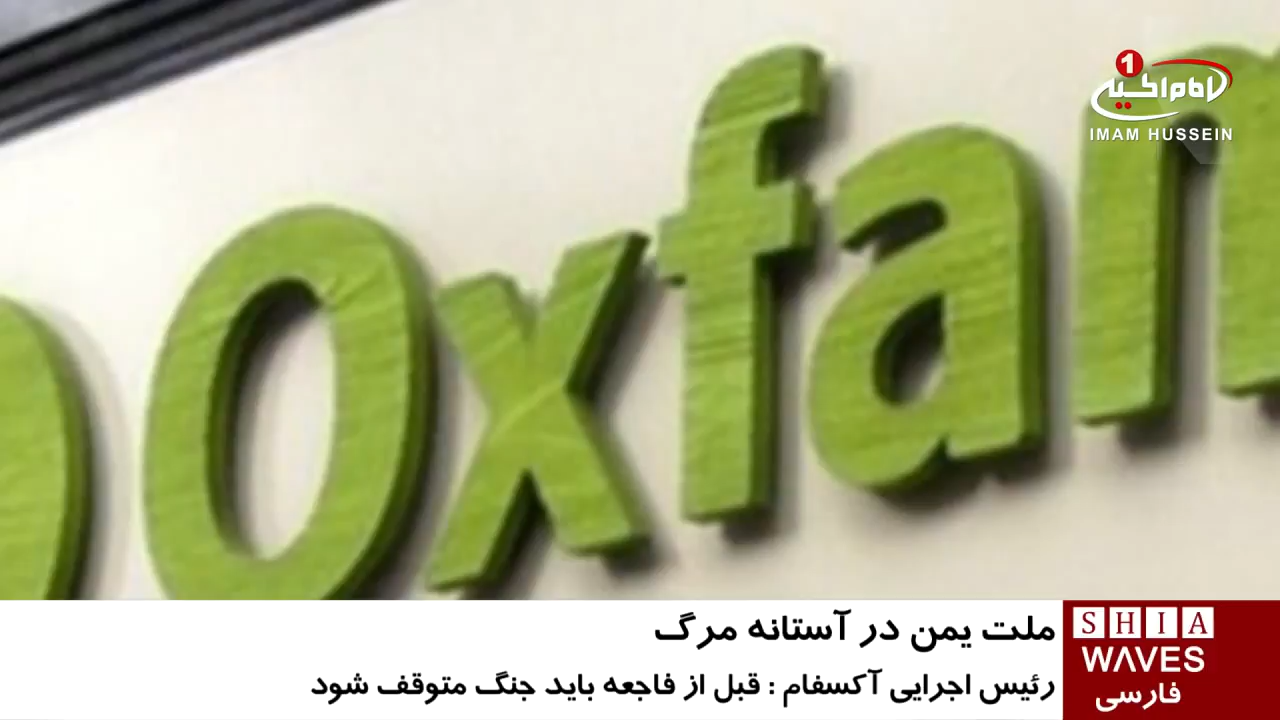 Oxfam
امام الحسین 1
IMAM HUSSEIN
ملت یمن در آستانه مرگ
رئیس اجرایی آکسفام : قبل از فاجعه باید جنگ متوقف شود
SHIA
WAVES
فارسی